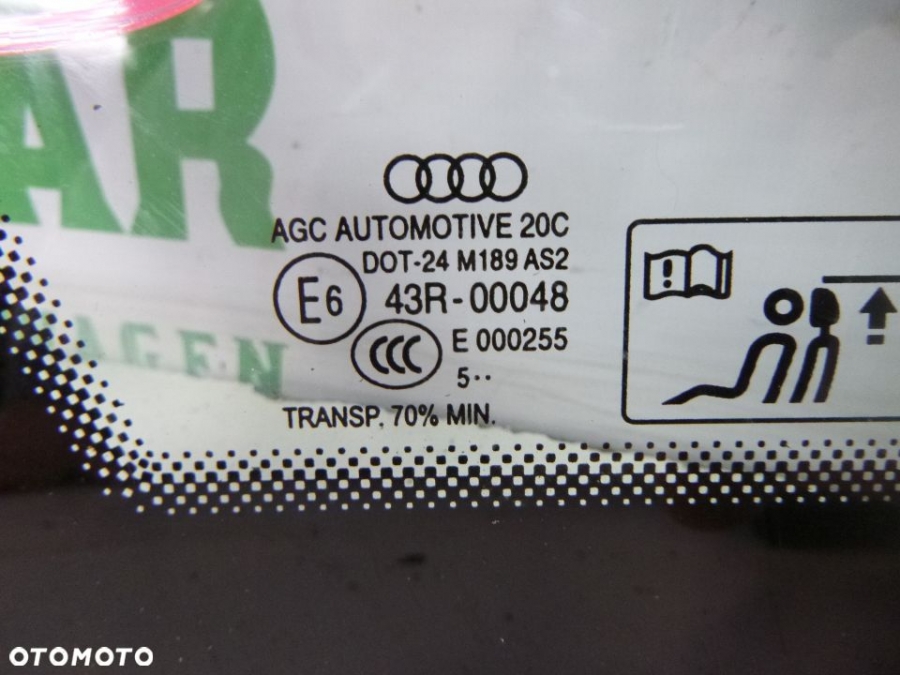 AR
AGEN
AGC AUTOMOTIVE 20C
DOT-24 M189 AS2
E6 43R-00048
CCC E 000255
5··
TRANSP. 70% MIN.
!
OTOMOTO